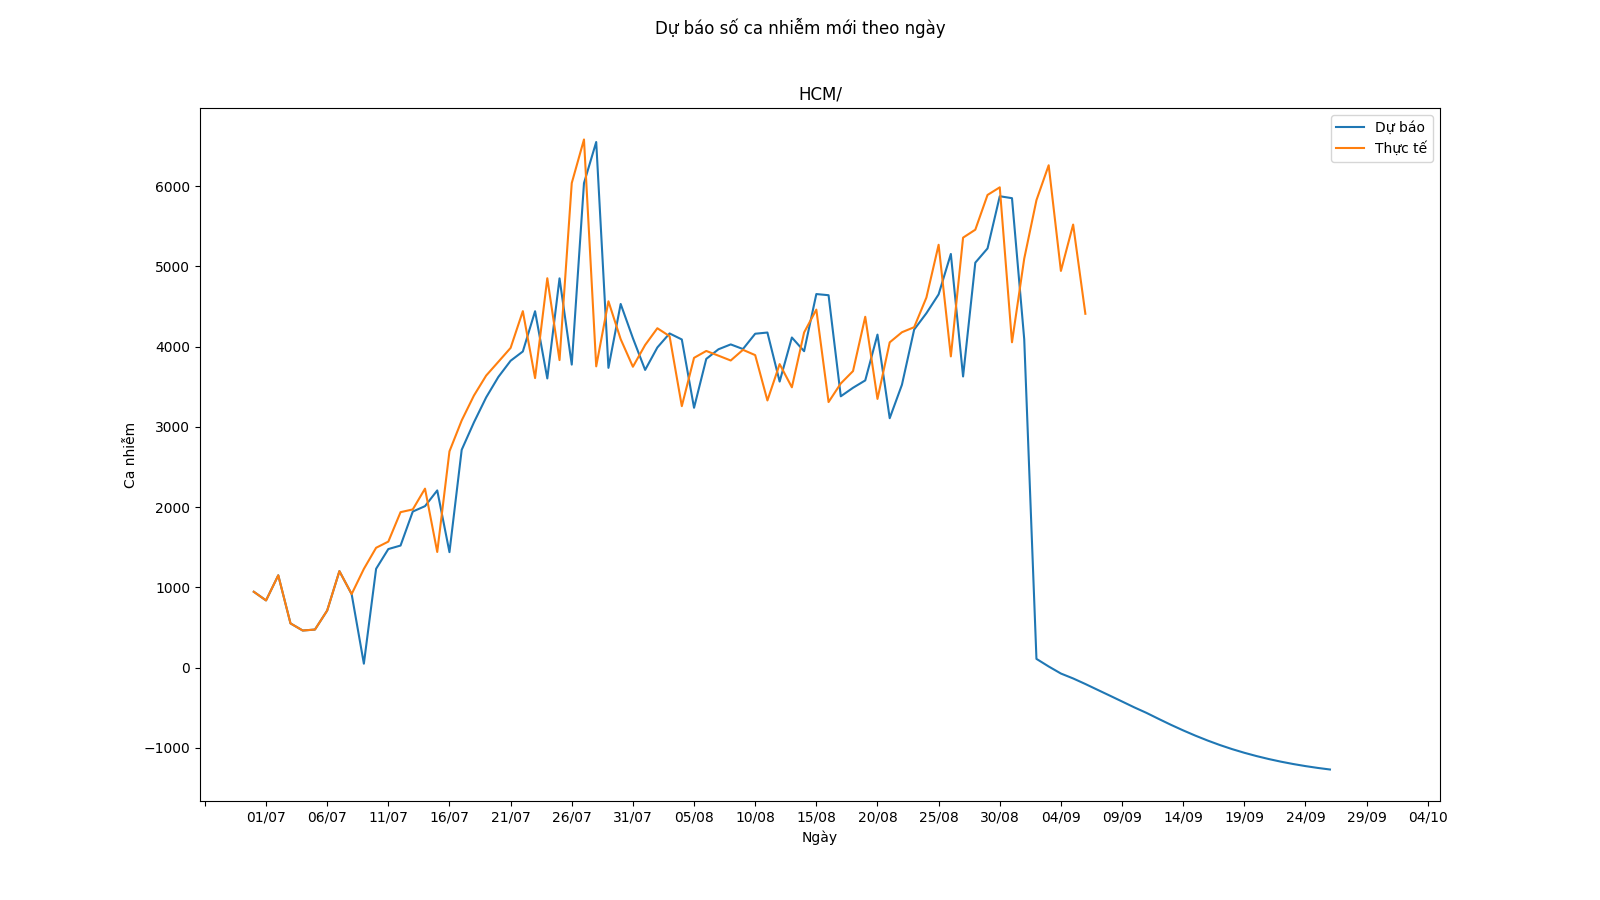 Dự báo số ca nhiễm mới theo ngày
HCM/
Dự báo
Thực tế
6000
5000
4000
3000
2000
1000
0
−1000
Ca nhiễm
01/07 06/07 11/07 16/07 21/07 26/07 31/07 05/08 10/08 15/08 20/08 25/08 30/08 04/09 09/09 14/09 19/09 24/09 29/09 04/10
Ngày